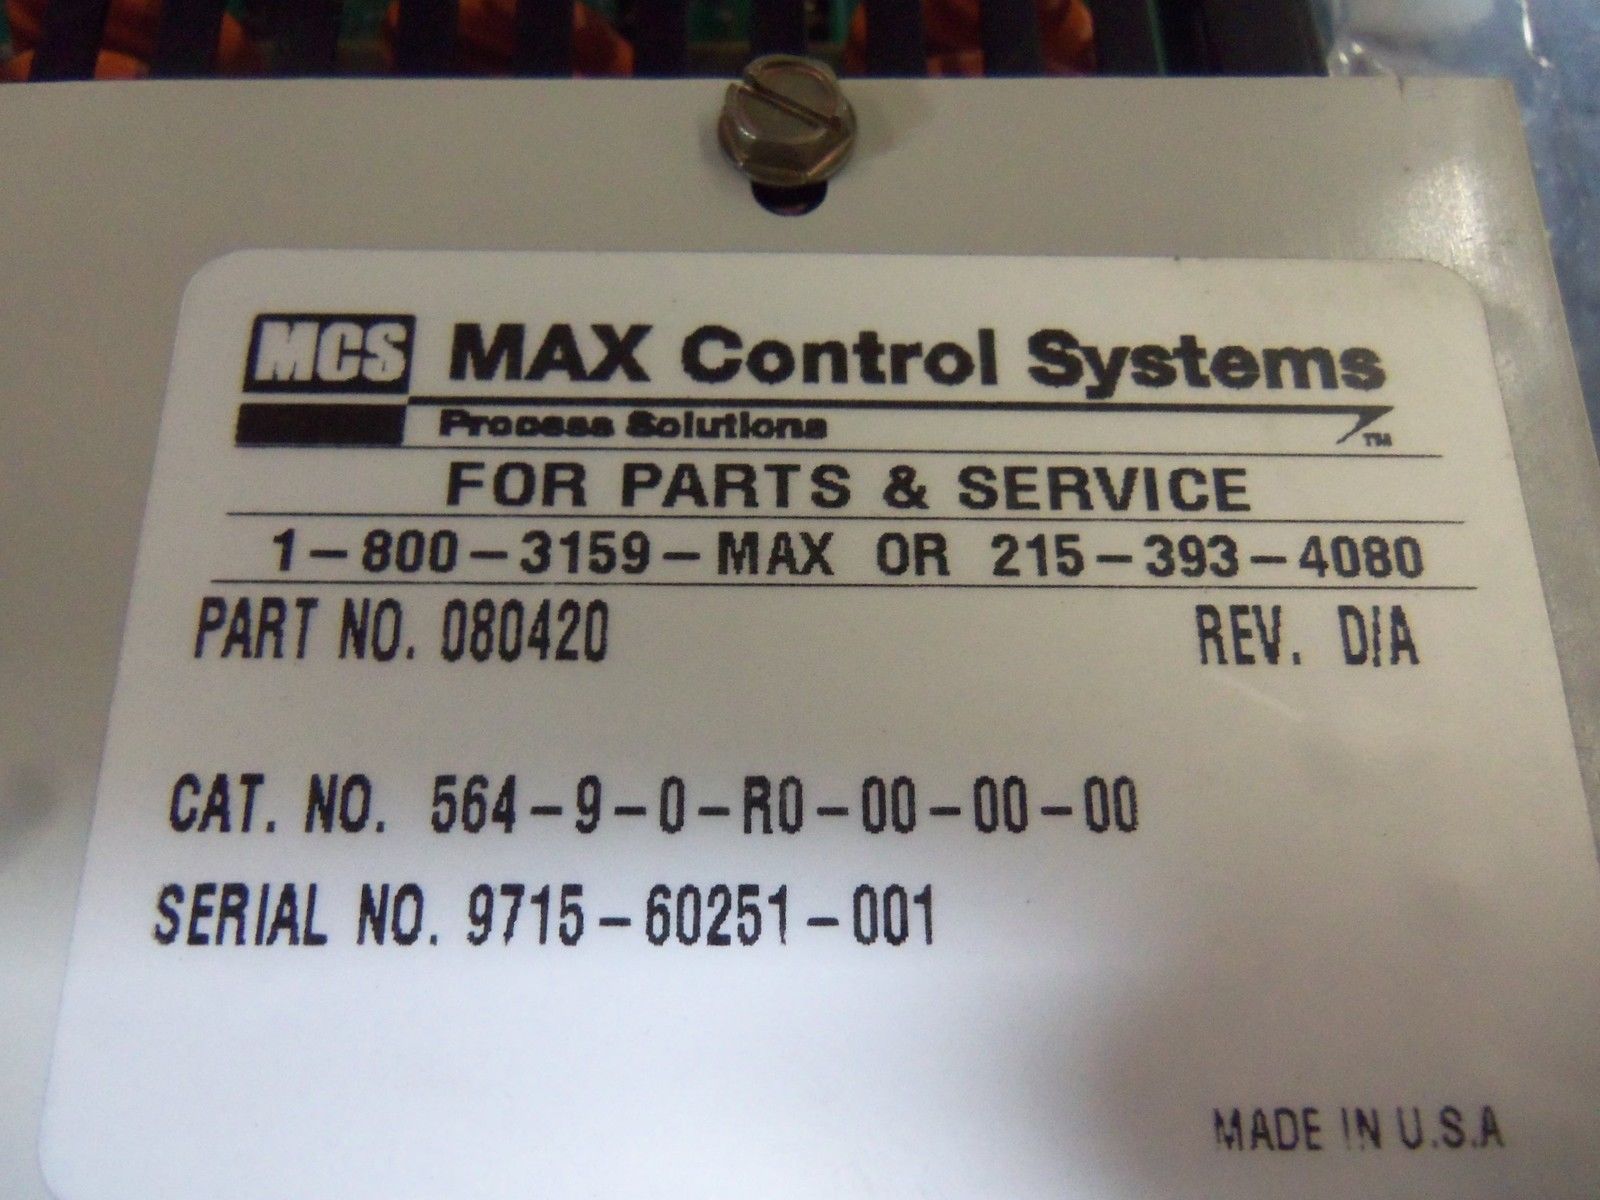 MCS MAX Control Systems
Process Solutions TM
FOR PARTS & SERVICE
1-800-3159-MAX OR 215-393-4080
PART NO. 080420 REV. D/A
CAT. NO. 564-9-0-R0-00-00-00
SERIAL NO. 9715-60251-001
MADE IN U.S.A